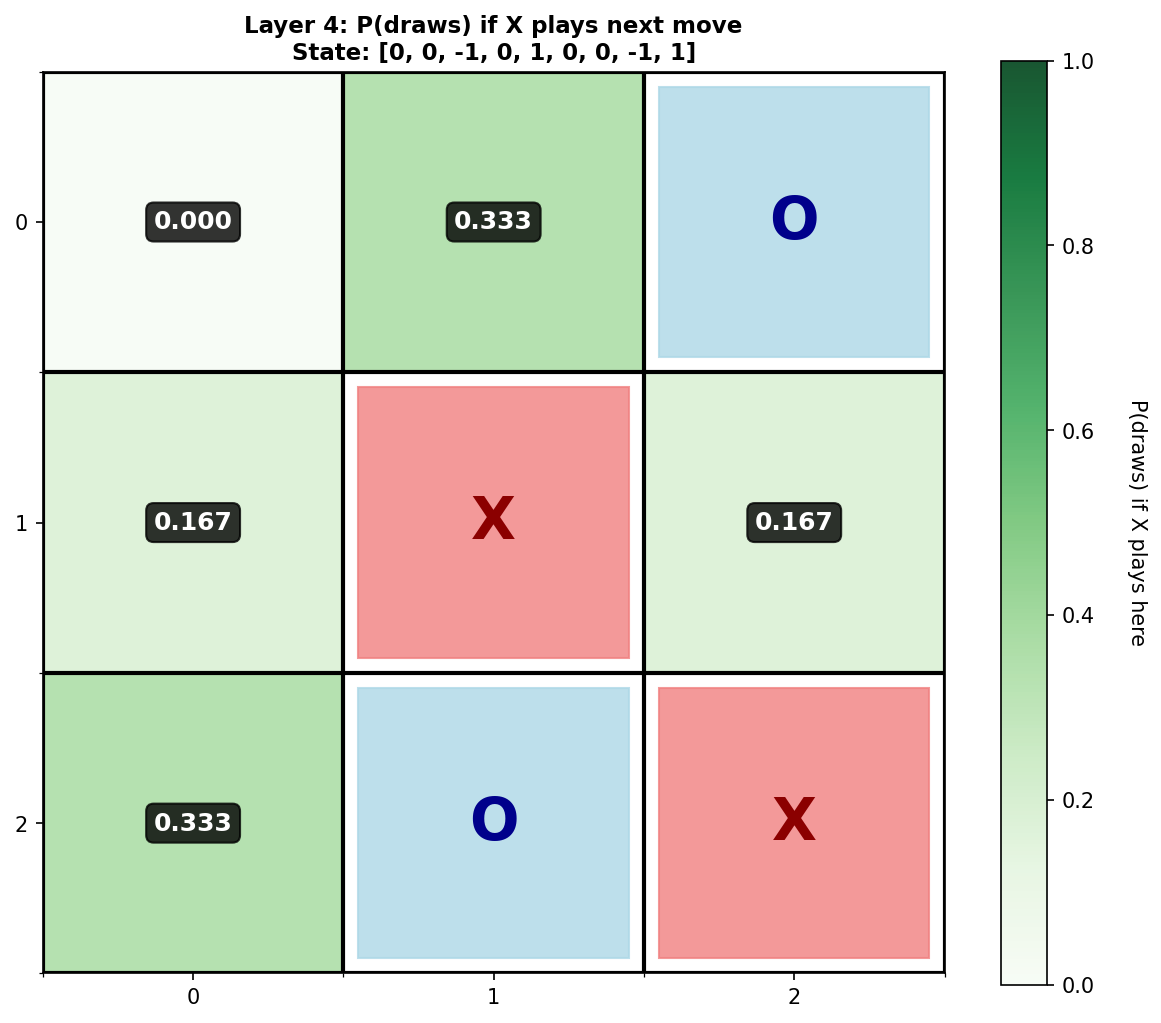 Layer 4: P(draws) if X plays next move
State: [0, 0, -1, 0, 1, 0, 0, -1, 1]
0.000
0.333
O
0.167
X
0.167
0.333
O
X
0
1
2
0
1
2
1.0
0.8
0.6
0.4
0.2
0.0
P(draws) if X plays here